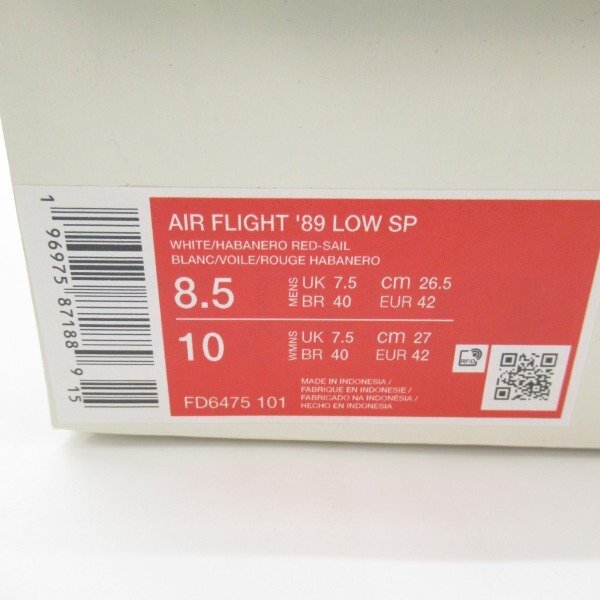 AIR FLIGHT '89 LOW SP
WHITE/HABANERO RED-SAIL
BLANC/VOILE/ROUGE HABANERO
8.5 MENS UK 7.5 cm 26.5
BR 40 EUR 42
10 WMNS UK 7.5 cm 27
BR 40 EUR 42
RFID
MADE IN INDONESIA /
FABRIQUE EN INDONESIE /
FABRICADO NA INDONESIA /
HECHO EN INDONESIA
FD6475 101
1 96975 87188 9 15